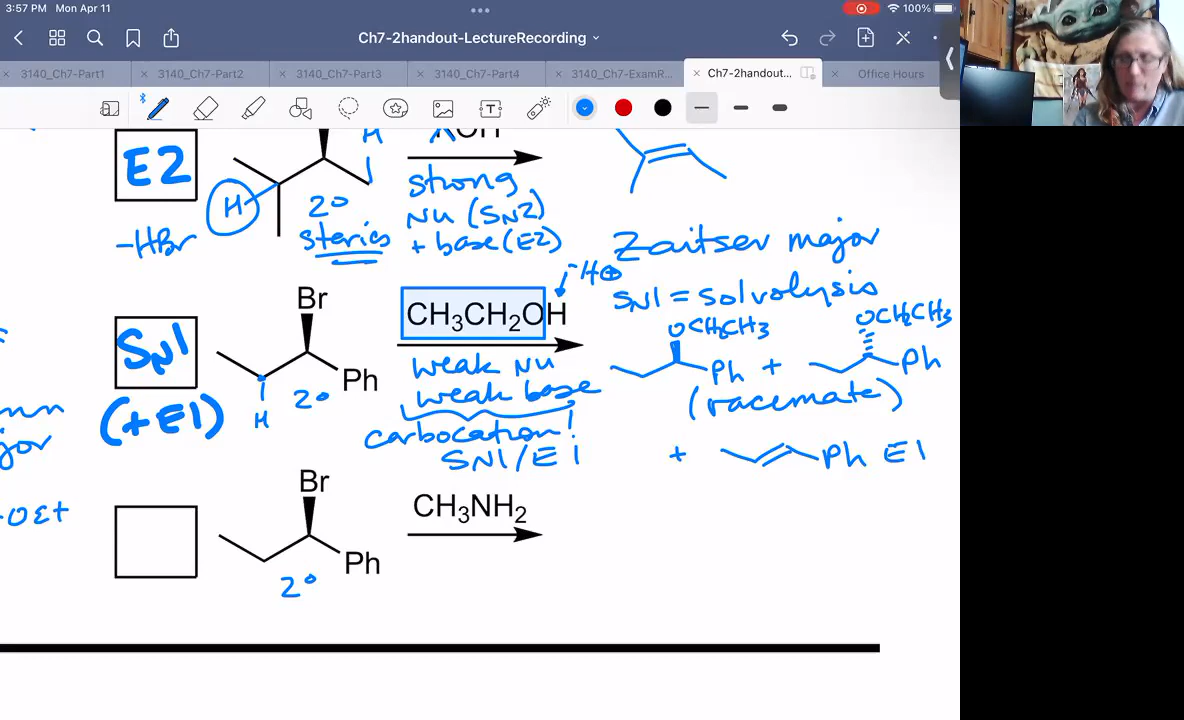 3:57 PM Mon Apr 11
100%
Ch7-2handout-LectureRecording
3140_Ch7-Part1
3140_Ch7-Part2
3140_Ch7-Part3
3140_Ch7-Part4
3140_Ch7-ExamR...
Ch7-2handout...
Office Hours
E2
H
H
2°
sterics
-HBr
strong
Nu (SN2)
+ base (E2)
Zaitsev major
SN1
(+E1)
Br
Ph
2°
H
CH3CH2OH
-H⊕
weak Nu
weak base
carbocation!
SN1/E1
SN1 = solvolysis
OCH2CH3
OCH2CH3
Ph + Ph
(racemate)
+ Ph E1
-OEt
Br
Ph
2°
CH3NH2